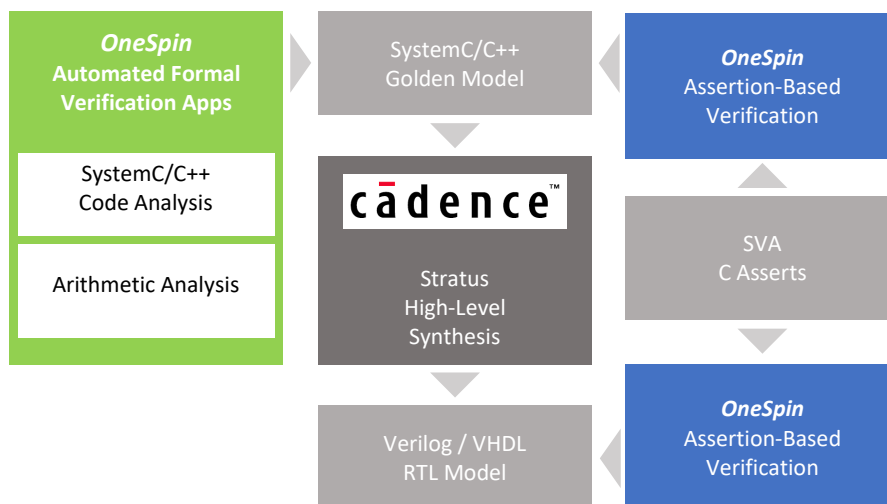 OneSpin
Automated Formal
Verification Apps
SystemC/C++
Code Analysis
Arithmetic Analysis
SystemC/C++
Golden Model
cādence™
Stratus
High-Level
Synthesis
Verilog / VHDL
RTL Model
OneSpin
Assertion-Based
Verification
SVA
C Asserts
OneSpin
Assertion-Based
Verification